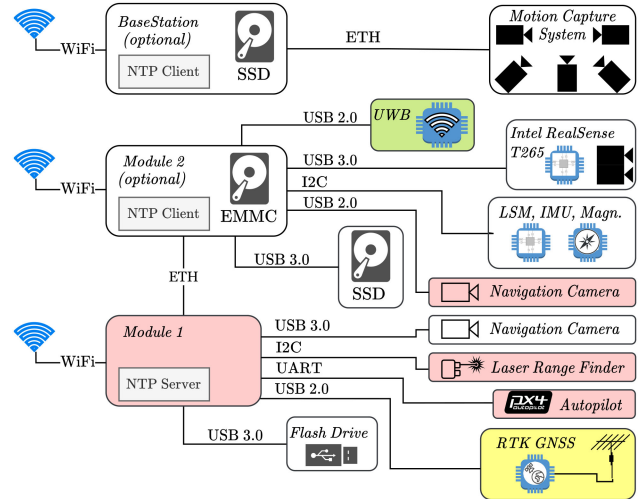 BaseStation
(optional)
WiFi
NTP Client
SSD
ETH
Motion Capture
System
USB 2.0
UWB
Module 2
(optional)
WiFi
NTP Client
EMMC
USB 3.0
I2C
USB 2.0
Intel RealSense
T265
LSM, IMU, Magn.
USB 3.0
SSD
ETH
Navigation Camera
Module 1
WiFi
NTP Server
USB 3.0
I2C
UART
USB 2.0
Navigation Camera
Laser Range Finder
px4
autopilot
Autopilot
USB 3.0
Flash Drive
RTK GNSS